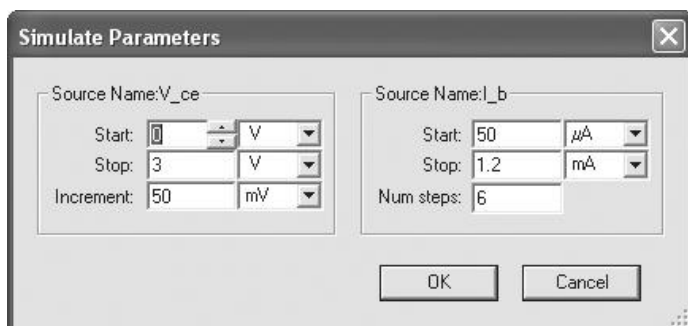 Simulate Parameters
Source Name:V_ce
Start: 0 V
Stop: 3 V
Increment: 50 mV
Source Name:I_b
Start: 50 µA
Stop: 1.2 mA
Num steps: 6
OK
Cancel